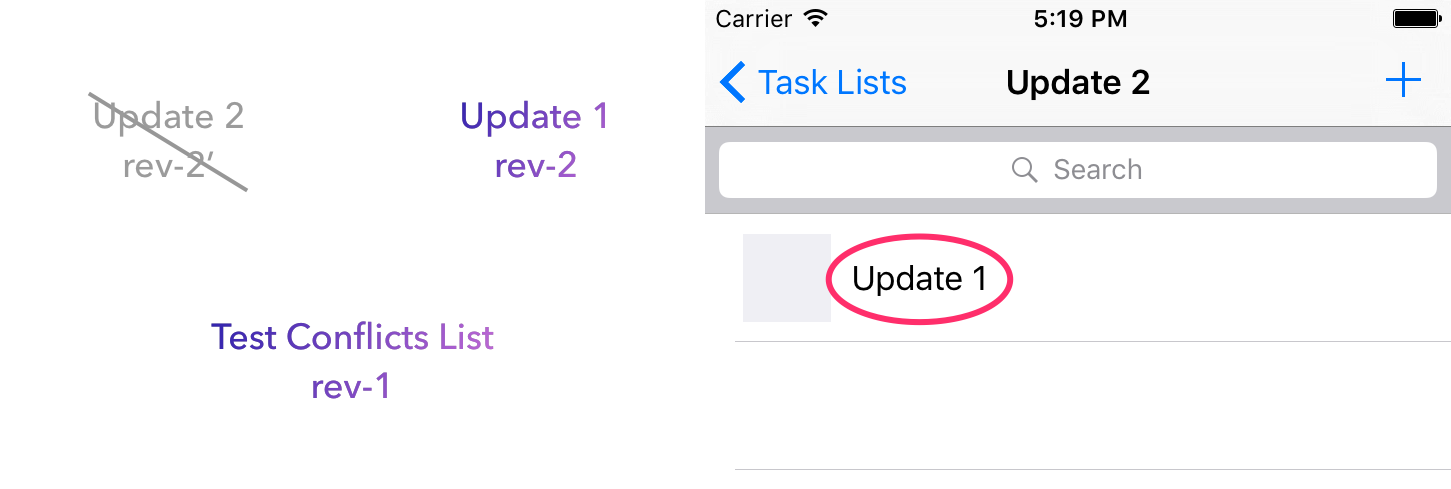 Update 2
rev-2’
Update 1
rev-2
Test Conflicts List
rev-1
Carrier
5:19 PM
Task Lists
Update 2
Search
Update 1